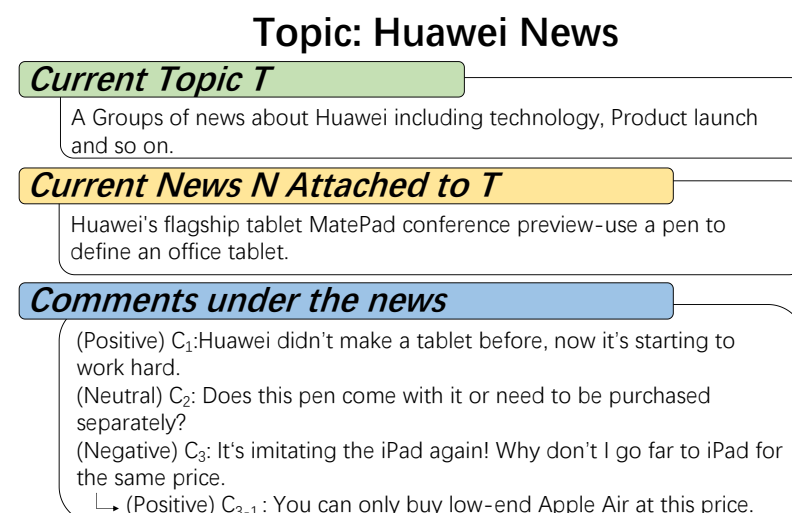 Topic: Huawei News
Current Topic T
A Groups of news about Huawei including technology, Product launch
and so on.
Current News N Attached to T
Huawei's flagship tablet MatePad conference preview-use a pen to
define an office tablet.
Comments under the news
(Positive) C₁:Huawei didn't make a tablet before, now it's starting to
work hard.
(Neutral) C₂: Does this pen come with it or need to be purchased
separately?
(Negative) C₃: It‘s imitating the iPad again! Why don't I go far to iPad for
the same price.
(Positive) C₃₋₁ : You can only buy low-end Apple Air at this price.